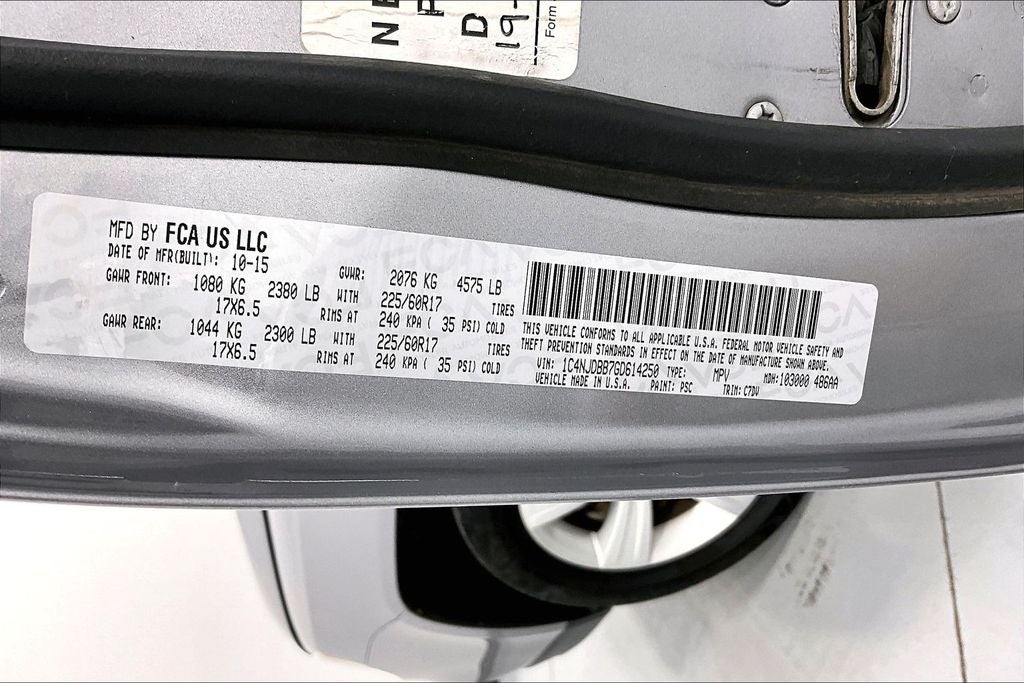 NE
P
D
19-
Form
MFD BY FCA US LLC
DATE OF MFR(BUILT): 10-15
GVWR: 2076 KG 4575 LB
GAWR FRONT: 1080 KG 2380 LB WITH 225/60R17 TIRES
17X6.5 RIMS AT 240 KPA ( 35 PSI) COLD
GAWR REAR: 1044 KG 2300 LB WITH 225/60R17 TIRES
17X6.5 RIMS AT 240 KPA ( 35 PSI) COLD
THIS VEHICLE CONFORMS TO ALL APPLICABLE U.S.A. FEDERAL MOTOR VEHICLE SAFETY AND
THEFT PREVENTION STANDARDS IN EFFECT ON THE DATE OF MANUFACTURE SHOWN ABOVE.
VIN: 1C4NJDBB7GD614250 TYPE: MPV MDH: 103000 486AA
VEHICLE MADE IN U.S.A. PAINT: PSC TRIM: C7DV